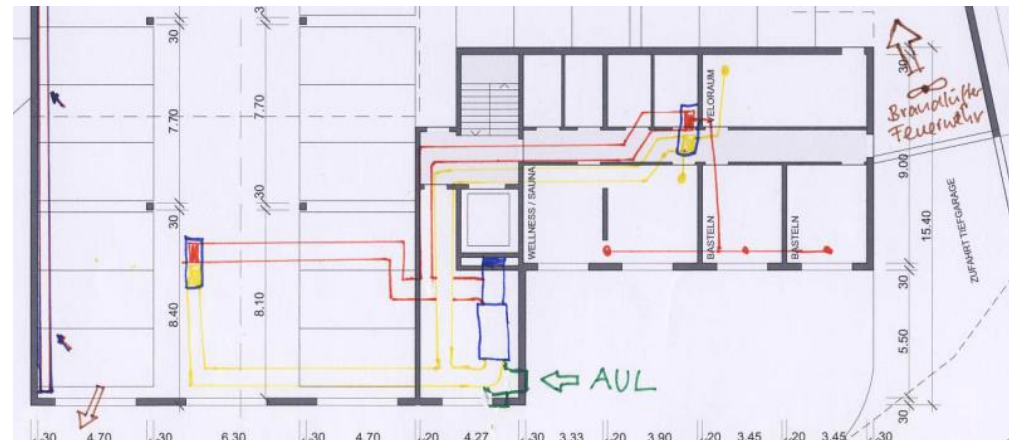 30
7.70
8.40
.3
7.70
.30
8.10
WELLNESS / SAUNA
VELORAUM
BASTELN
BASTELN
AUL
30
Brandlüfter
Feuerwehr
9.00
15.40
30
5.50
30
ZUFAHRT TIEFGARAGE
.30 4.70 .30 6.30 .30 4.70 .20 4.27 .30 3.33 .20 3.90 .20 3.45 .20 3.45 .30